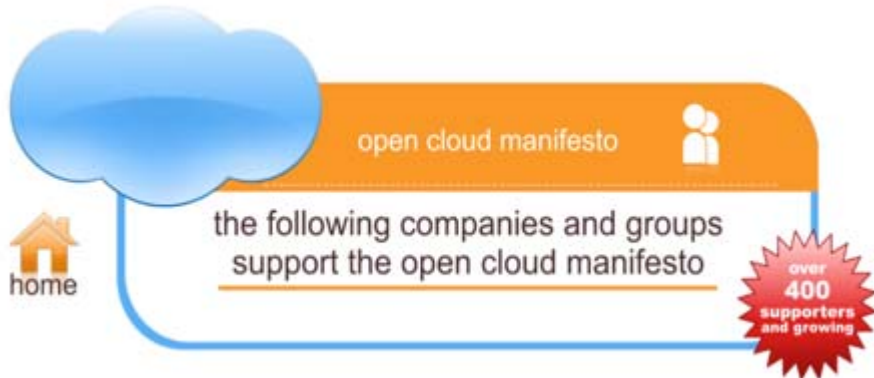 open cloud manifesto
the following companies and groups
support the open cloud manifesto
home
over
400
supporters
and growing